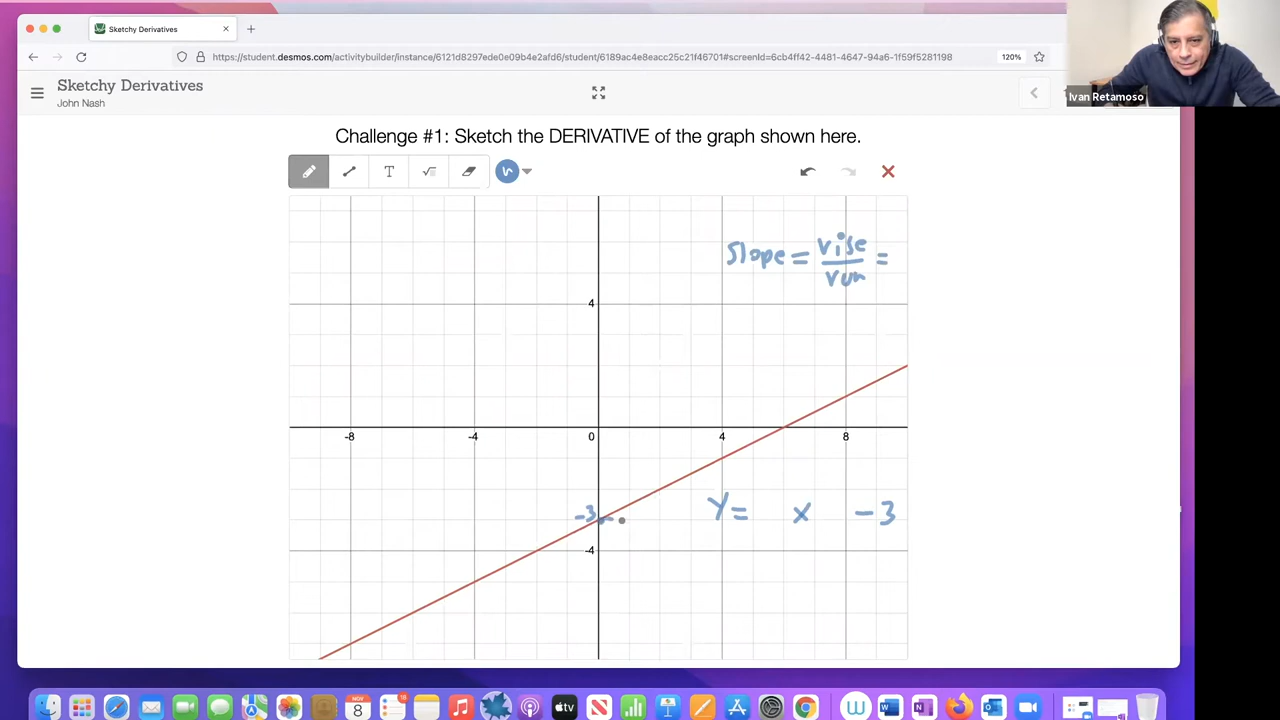 Sketchy Derivatives
https://student.desmos.com/activitybuilder/instance/6121d8297ede0e09b4e2afd6/student/6189ac4e8eacc25c21f46701#screenId=6cb4ff42-4481-4647-94a6-1f59f5281198
120%
Ivan Retamoso
Sketchy Derivatives
John Nash
Challenge #1: Sketch the DERIVATIVE of the graph shown here.
T
Slope = rise =
run
4
-8 -4 0 4 8
-3
Y = x -3
-4
NOV
8